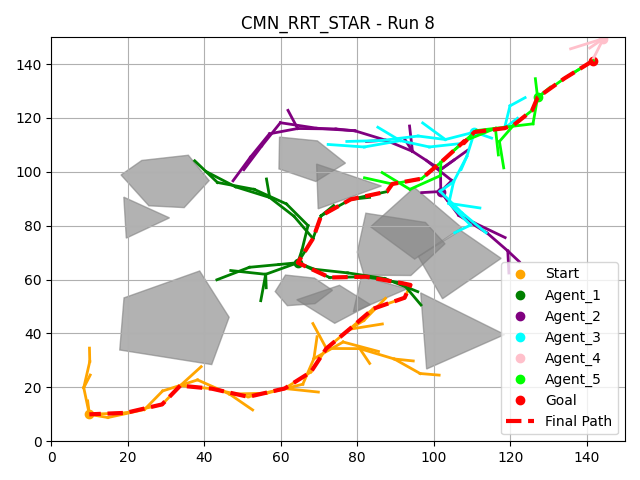 CMN_RRT_STAR - Run 8
140
120
100
80
60
40
20
0
0 20 40 60 80 100 120 140
Start
Agent_1
Agent_2
Agent_3
Agent_4
Agent_5
Goal
Final Path